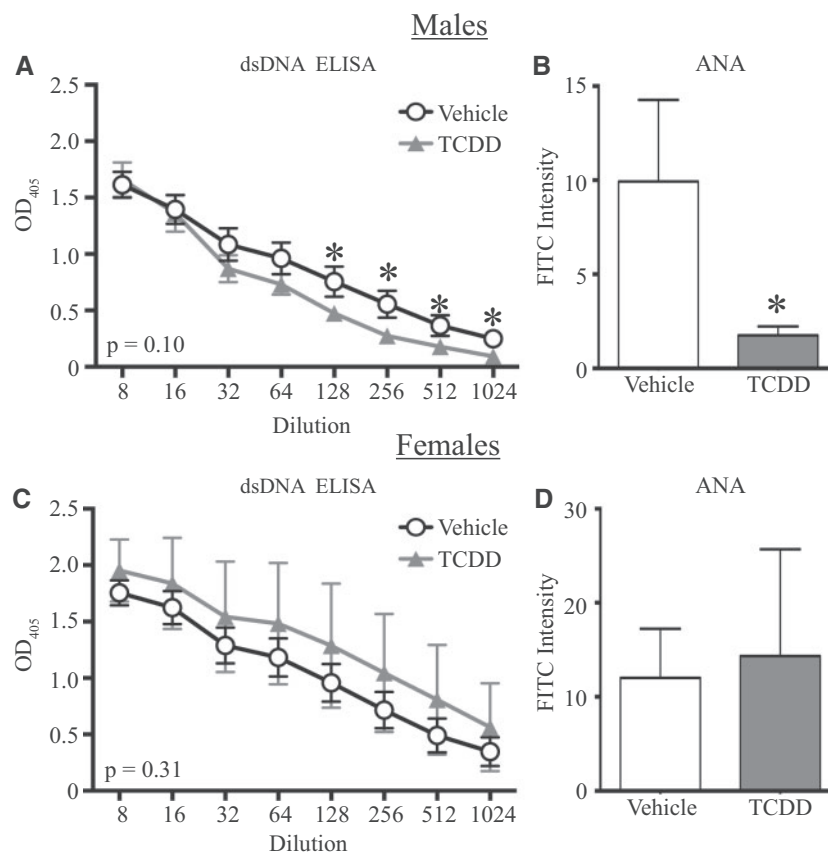 Males
A
dsDNA ELISA
2.5
2.0
1.5
1.0
0.5
0
OD405
Vehicle
TCDD
*
*
*
*
p = 0.10
8 16 32 64 128 256 512 1024
Dilution
B
ANA
15
10
5
0
FITC Intensity
*
Vehicle TCDD
Females
C
dsDNA ELISA
2.5
2.0
1.5
1.0
0.5
0
OD405
Vehicle
TCDD
p = 0.31
8 16 32 64 128 256 512 1024
Dilution
D
ANA
30
20
10
0
FITC Intensity
Vehicle TCDD